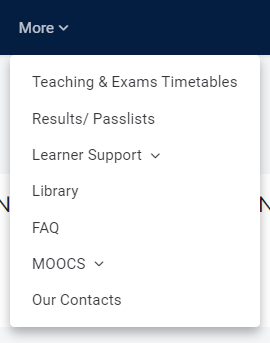 More
Teaching & Exams Timetables
Results/ Passlists
Learner Support
Library
FAQ
MOOCS
Our Contacts